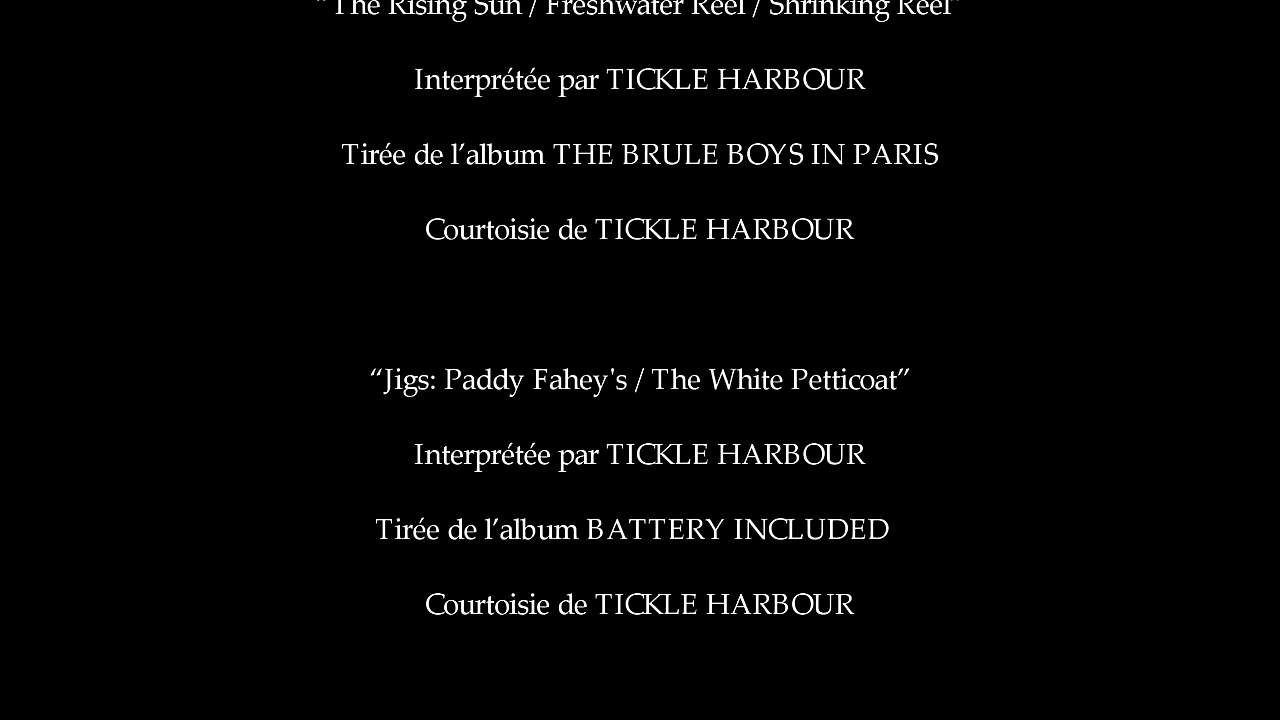 “The Rising Sun / Freshwater Reel / Shrinking Reel”
Interprétée par TICKLE HARBOUR
Tirée de l’album THE BRULE BOYS IN PARIS
Courtoisie de TICKLE HARBOUR
“Jigs: Paddy Fahey's / The White Petticoat”
Interprétée par TICKLE HARBOUR
Tirée de l’album BATTERY INCLUDED
Courtoisie de TICKLE HARBOUR